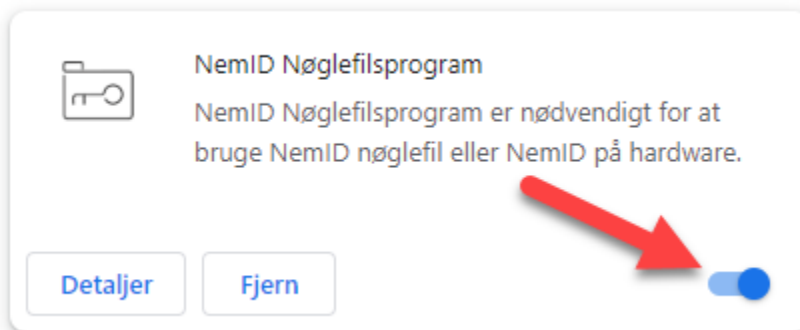 NemID Nøglefilsprogram
NemID Nøglefilsprogram er nødvendigt for at
bruge NemID nøglefil eller NemID på hardware.
Detaljer
Fjern